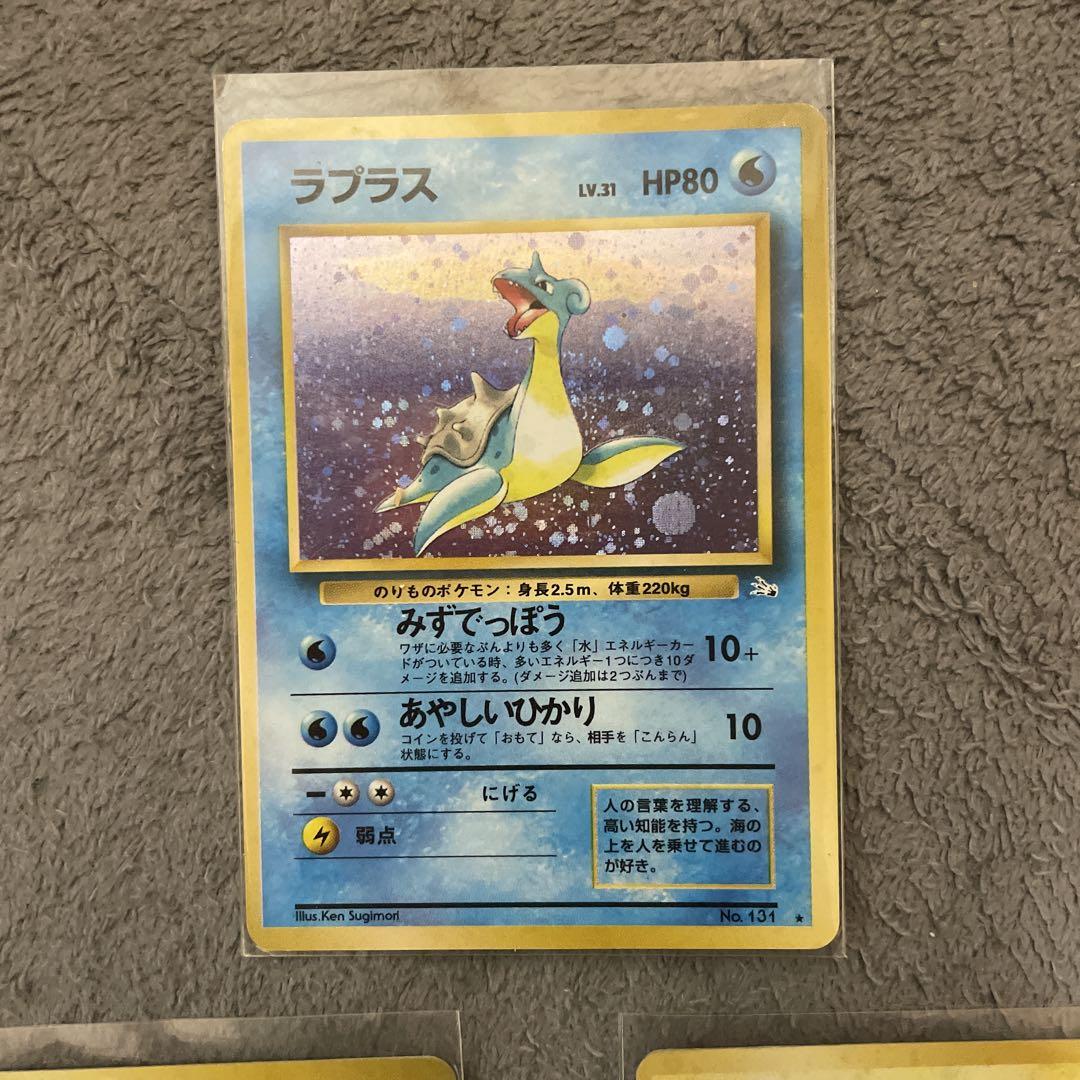 ラプラス LV.31 HP80
のりものポケモン：身長2.5m、体重220kg
みずでっぽう
ワザに必要なぶんよりも多く「水」エネルギーカー
ドがついている時、多いエネルギー1つにつき10ダ
メージを追加する。(ダメージ追加は2つぶんまで)
10+
あやしいひかり
コインを投げて「おもて」なら、相手を「こんらん」
状態にする。
10
にげる
弱点
人の言葉を理解する、
高い知能を持つ。海の
上を人を乗せて進むの
が好き。
Illus.Ken Sugimori No. 131 ★